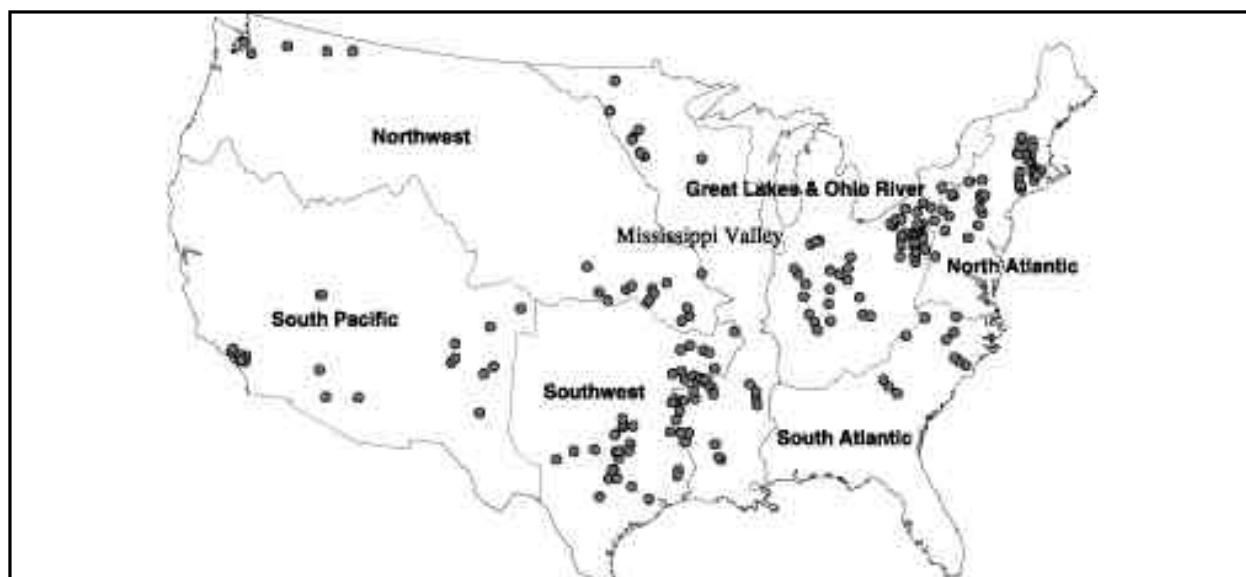 Northwest
Great Lakes & Ohio River
Mississippi Valley
North Atlantic
South Pacific
Southwest
South Atlantic